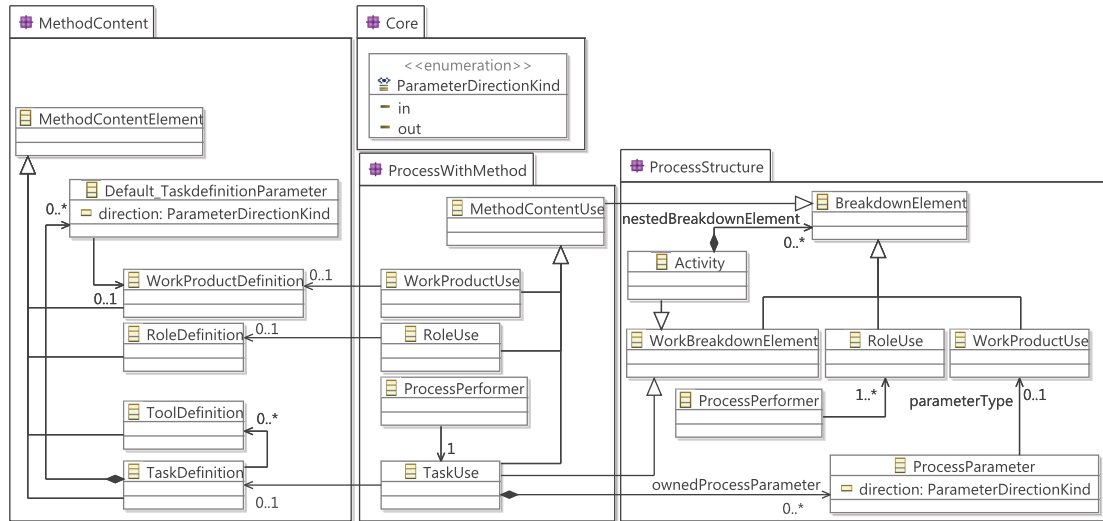 MethodContent
MethodContentElement
Default_TaskdefinitionParameter
direction: ParameterDirectionKind
0..*
WorkProductDefinition
0..1
RoleDefinition
ToolDefinition
0..*
TaskDefinition
Core
<<enumeration>>
ParameterDirectionKind
in
out
ProcessWithMethod
MethodContentUse
0..1
WorkProductUse
0..1
RoleUse
ProcessPerformer
1
TaskUse
0..1
ProcessStructure
BreakdownElement
nestedBreakdownElement
0..*
Activity
WorkBreakdownElement
RoleUse
WorkProductUse
ProcessPerformer
1..*
parameterType
0..1
ProcessParameter
direction: ParameterDirectionKind
ownedProcessParameter
0..*